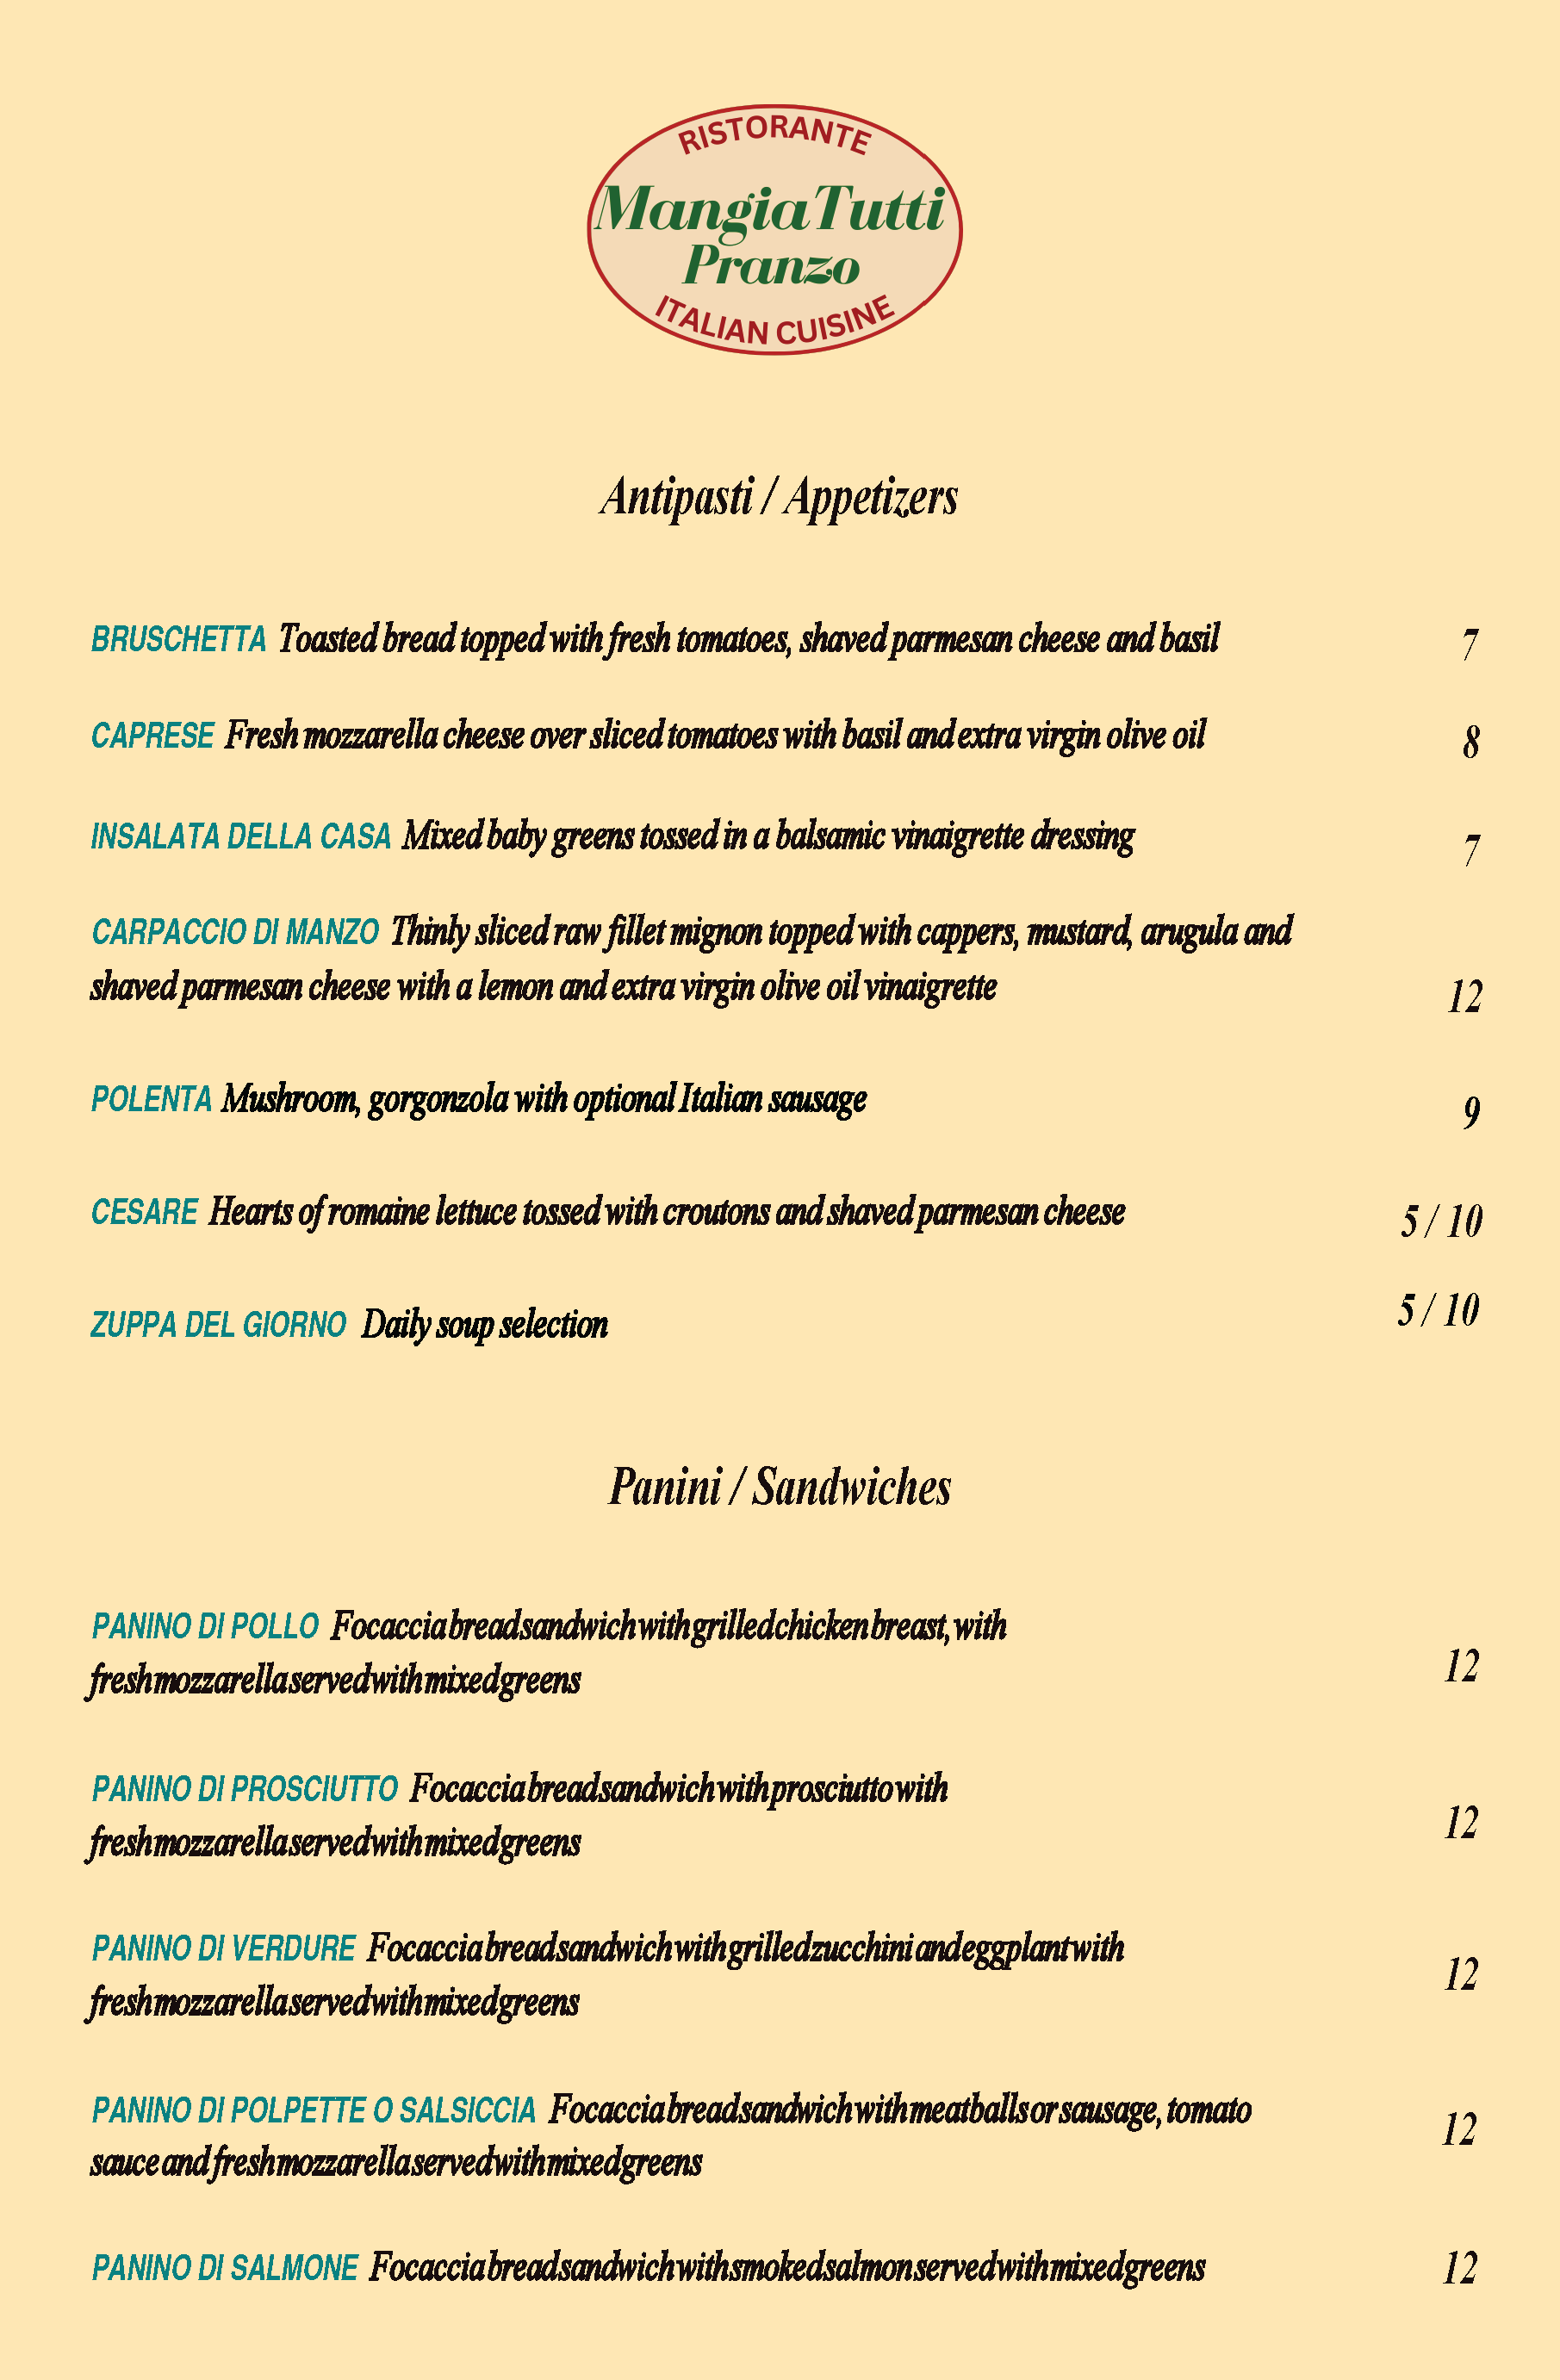 RISTORANTE
Mangia Tutti
Pranzo
ITALIAN CUISINE
Antipasti / Appetizers
BRUSCHETTA Toasted bread topped with fresh tomatoes, shaved parmesan cheese and basil 7
CAPRESE Fresh mozzarella cheese over sliced tomatoes with basil and extra virgin olive oil 8
INSALATA DELLA CASA Mixed baby greens tossed in a balsamic vinaigrette dressing 7
CARPACCIO DI MANZO Thinly sliced raw fillet mignon topped with cappers, mustard, arugula and
shaved parmesan cheese with a lemon and extra virgin olive oil vinaigrette 12
POLENTA Mushroom, gorgonzola with optional Italian sausage 9
CESARE Hearts of romaine lettuce tossed with croutons and shaved parmesan cheese 5 / 10
ZUPPA DEL GIORNO Daily soup selection 5 / 10
Panini / Sandwiches
PANINO DI POLLO Focaccia bread sandwich with grilled chicken breast, with
fresh mozzarella served with mixed greens 12
PANINO DI PROSCIUTTO Focaccia bread sandwich with prosciutto with
fresh mozzarella served with mixed greens 12
PANINO DI VERDURE Focaccia bread sandwich with grilled zucchini and eggplant with
fresh mozzarella served with mixed greens 12
PANINO DI POLPETTE O SALSICCIA Focaccia bread sandwich with meatballs or sausage, tomato
sauce and fresh mozzarella served with mixed greens 12
PANINO DI SALMONE Focaccia bread sandwich with smoked salmon served with mixed greens 12